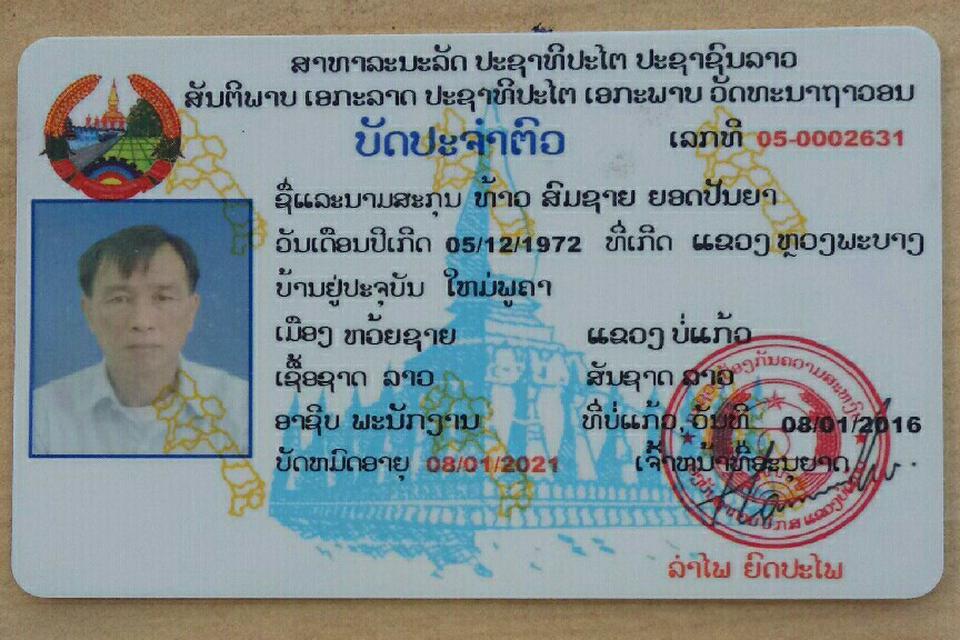 ສາທາລະນະລັດ ປະຊາທິປະໄຕ ປະຊາຊົນລາວ
ສັນຕິພາບ ເອກະລາດ ປະຊາທິປະໄຕ ເອກະພາບ ວັດທະນາຖາວອນ
ບັດປະຈຳຕົວ ເລກທີ 05-0002631
ຊື່ແລະນາມສະກຸນ ທ້າວ ສົມຊາຍ ຍອດປັນຍາ
ວັນເດືອນປີເກີດ 05/12/1972 ທີ່ເກີດ ແຂວງ ຫຼວງພະບາງ
ບ້ານຢູ່ປະຈຸບັນ ໃຫມ່ພູຄາ
ເມືອງ ຫວ້ຍຊາຍ ແຂວງ ບໍ່ແກ້ວ
ເຊື້ອຊາດ ລາວ ສັນຊາດ ລາວ
ອາຊີບ ພະນັກງານ ທີ່ບໍ່ແກ້ວ, ວັນທີ 08/01/2016
ບັດຫມົດອາຍຸ 08/01/2021 ເຈົ້າຫນ້າທີ່ອະນຸຍາດ
ລຳໄພ ຍົດປະໄພ